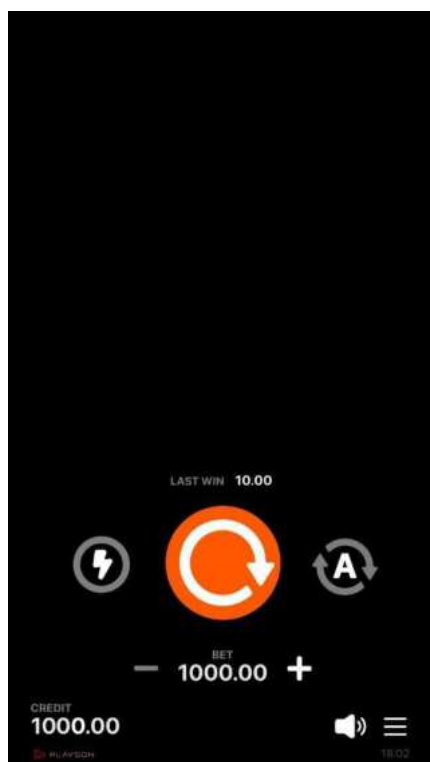 LAST WIN 10.00
A
BET
1000.00
CREDIT
1000.00
PLAYSON 18:02